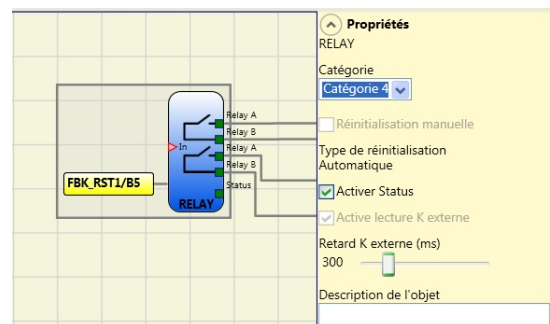 Relay A
Relay B
In
Relay A
Relay B
Status
FBK_RST1/B5
RELAY
Propriétés
RELAY
Catégorie
Catégorie 4
Réinitialisation manuelle
Type de réinitialisation
Automatique
Activer Status
Active lecture K externe
Retard K externe (ms)
300
Description de l'objet